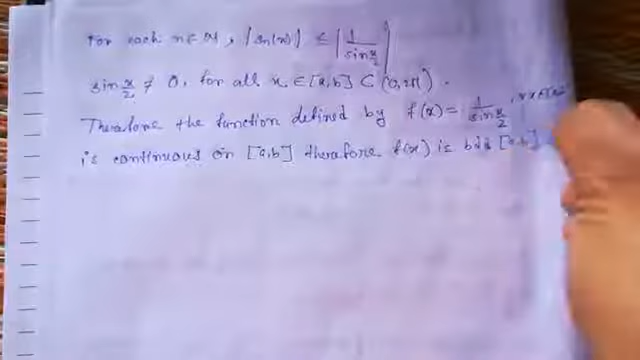 For each n∈N, |sn(x)| ≤ |1/sin x/2|
sin x/2 ≠ 0, for all x ∈ [a,b] ⊂ (0,2π).
Therefore the function defined by f(x) = 1/sin x/2, ∀x∈
is continuous on [a,b] therefore f(x) is bdd [a,b]